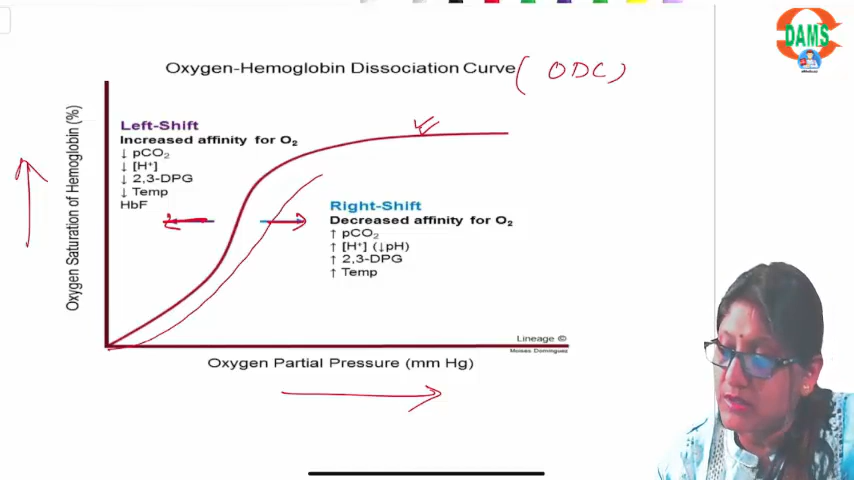 DAMS
Oxygen-Hemoglobin Dissociation Curve (ODC)
Oxygen Saturation of Hemoglobin (%)
Left-Shift
Increased affinity for O₂
↓ pCO₂
↓ [H⁺]
↓ 2,3-DPG
↓ Temp
HbF
Right-Shift
Decreased affinity for O₂
↑ pCO₂
↑ [H⁺] (↓pH)
↑ 2,3-DPG
↑ Temp
Lineage ©
Moises Dominguez
Oxygen Partial Pressure (mm Hg)